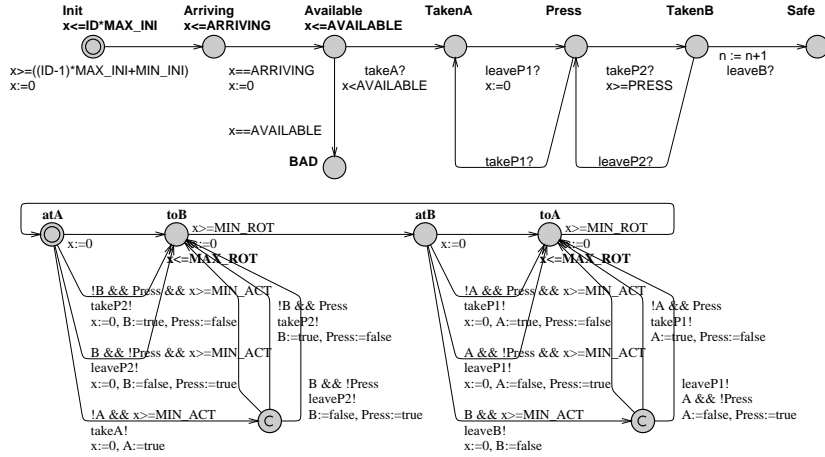 Init
x<=ID*MAX_INI
Arriving
x<=ARRIVING
Available
x<=AVAILABLE
TakenA
Press
TakenB
Safe
x>=((ID-1)*MAX_INI+MIN_INI)
x:=0
x==ARRIVING
x:=0
takeA?
x<AVAILABLE
leaveP1?
x:=0
takeP2?
x>=PRESS
n := n+1
leaveB?
x==AVAILABLE
BAD
takeP1?
leaveP2?
atA
toB
atB
toA
x:=0
x>=MIN_ROT
x:=0
x<=MAX_ROT
x:=0
x>=MIN_ROT
x:=0
x<=MAX_ROT
!B && Press && x>=MIN_ACT
takeP2!
x:=0, B:=true, Press:=false
!B && Press
takeP2!
B:=true, Press:=false
B && !Press && x>=MIN_ACT
leaveP2!
x:=0, B:=false, Press:=true
B && !Press
leaveP2!
B:=false, Press:=true
!A && x>=MIN_ACT
takeA!
x:=0, A:=true
C
!A && Press && x>=MIN_ACT
takeP1!
x:=0, A:=true, Press:=false
!A && Press
takeP1!
A:=true, Press:=false
A && !Press && x>=MIN_ACT
leaveP1!
x:=0, A:=false, Press:=true
leaveP1!
A && !Press
A:=false, Press:=true
B && x>=MIN_ACT
leaveB!
x:=0, B:=false
C